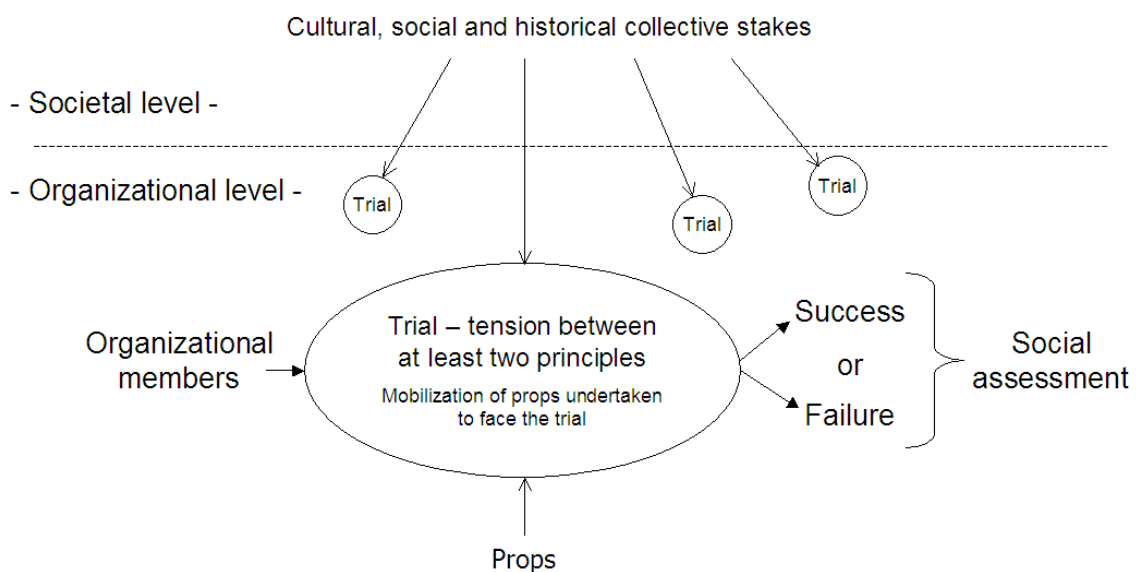 Cultural, social and historical collective stakes
- Societal level -
- Organizational level -
Trial
Trial
Trial
Organizational
members
Trial – tension between
at least two principles
Mobilization of props undertaken
to face the trial
Success
or
Failure
Social
assessment
Props